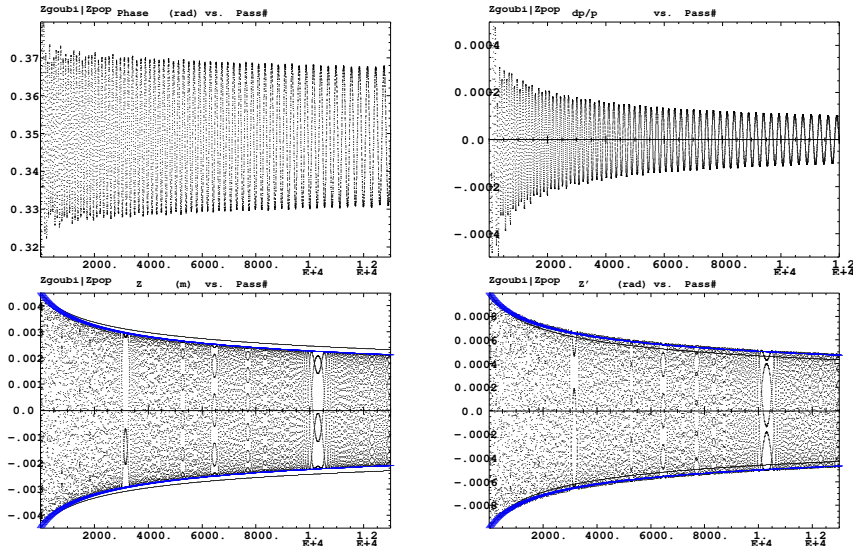 Zgoubi|Zpop Phase (rad) vs. Pass#
0.37
0.36
0.35
0.34
0.33
0.32
2000. 4000. 6000. 8000. 1. 1.2
E+4 E+4
Zgoubi|Zpop dp/p vs. Pass#
0.0004
0.0002
0.0
-.0002
-.0004
2000. 4000. 6000. 8000. 1. 1.2
E+4 E+4
Zgoubi|Zpop Z (m) vs. Pass#
0.004
0.003
0.002
0.001
0.0
-.001
-.002
-.003
-.004
2000. 4000. 6000. 8000. 1. 1.2
E+4 E+4
Zgoubi|Zpop Z' (rad) vs. Pass#
0.0008
0.0006
0.0004
0.0002
0.0
-.0002
-.0004
-.0006
-.0008
2000. 4000. 6000. 8000. 1. 1.2
E+4 E+4